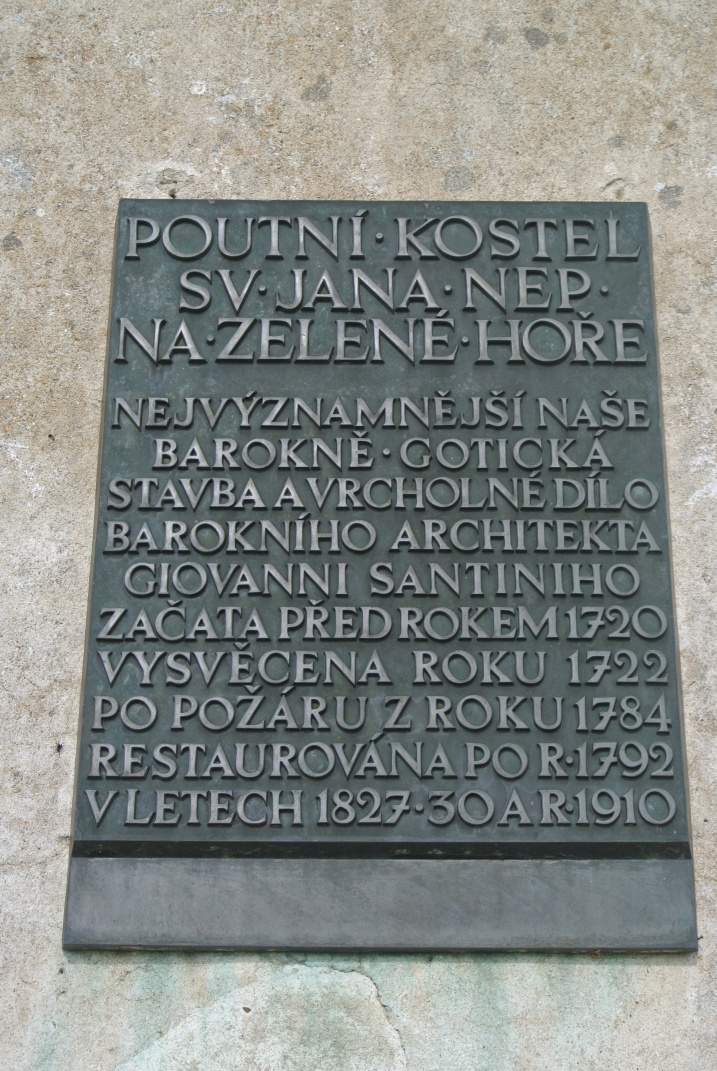 POUTNÍ·KOSTEL
SV·JANA·NEP·
NA·ZELENÉ·HOŘE
NEJVÝZNAMNĚJŠÍ NAŠE
BAROKNĚ·GOTICKÁ
STAVBA A VRCHOLNÉ DÍLO
BAROKNÍHO ARCHITEKTA
GIOVANNI SANTINIHO
ZAČATA PŘED ROKEM 1720
VYSVĚCENA ROKU 1722
PO POŽÁRU Z ROKU 1784
RESTAUROVÁNA PO R·1792
V LETECH 1827·30 A R·1910